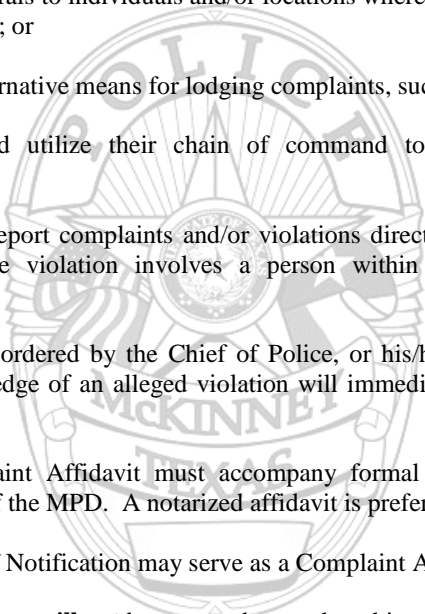 rals to individuals and/or locations where
; or
ernative means for lodging complaints, suc
d utilize their chain of command to
eport complaints and/or violations direct
e violation involves a person within
ordered by the Chief of Police, or his/h
edge of an alleged violation will immedi
aint Affidavit must accompany formal
f the MPD. A notarized affidavit is prefer
f Notification may serve as a Complaint A
POLICE
McKINNEY
TEXAS